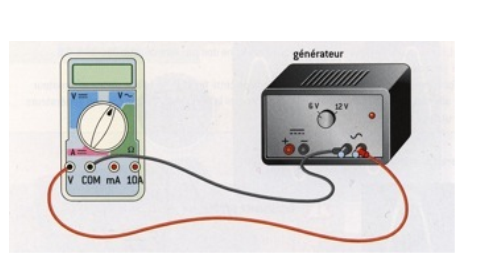 générateur
V⎓ V~
6 V 12 V
+ −
A⎓ Ω
V COM mA 10A